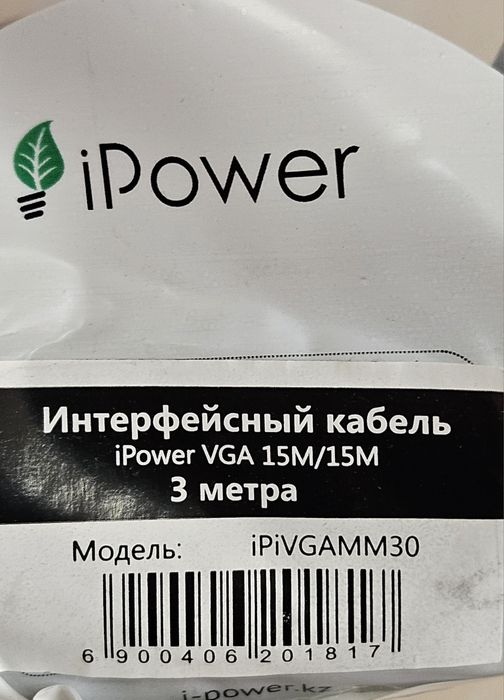 iPower
Интерфейсный кабель
iPower VGA 15M/15M
3 метра
Модель: iPiVGAMM30
6 900406 201817
i-power.kz